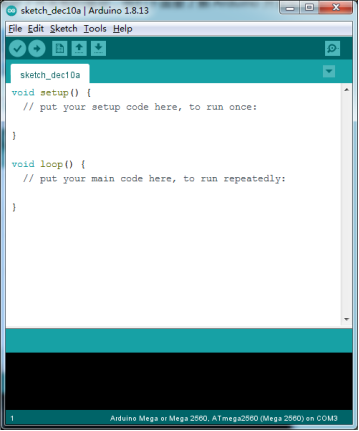 sketch_dec10a | Arduino 1.8.13
File Edit Sketch Tools Help
sketch_dec10a
void setup() {
  // put your setup code here, to run once:
}
void loop() {
  // put your main code here, to run repeatedly:
}
1 Arduino Mega or Mega 2560, ATmega2560 (Mega 2560) on COM3